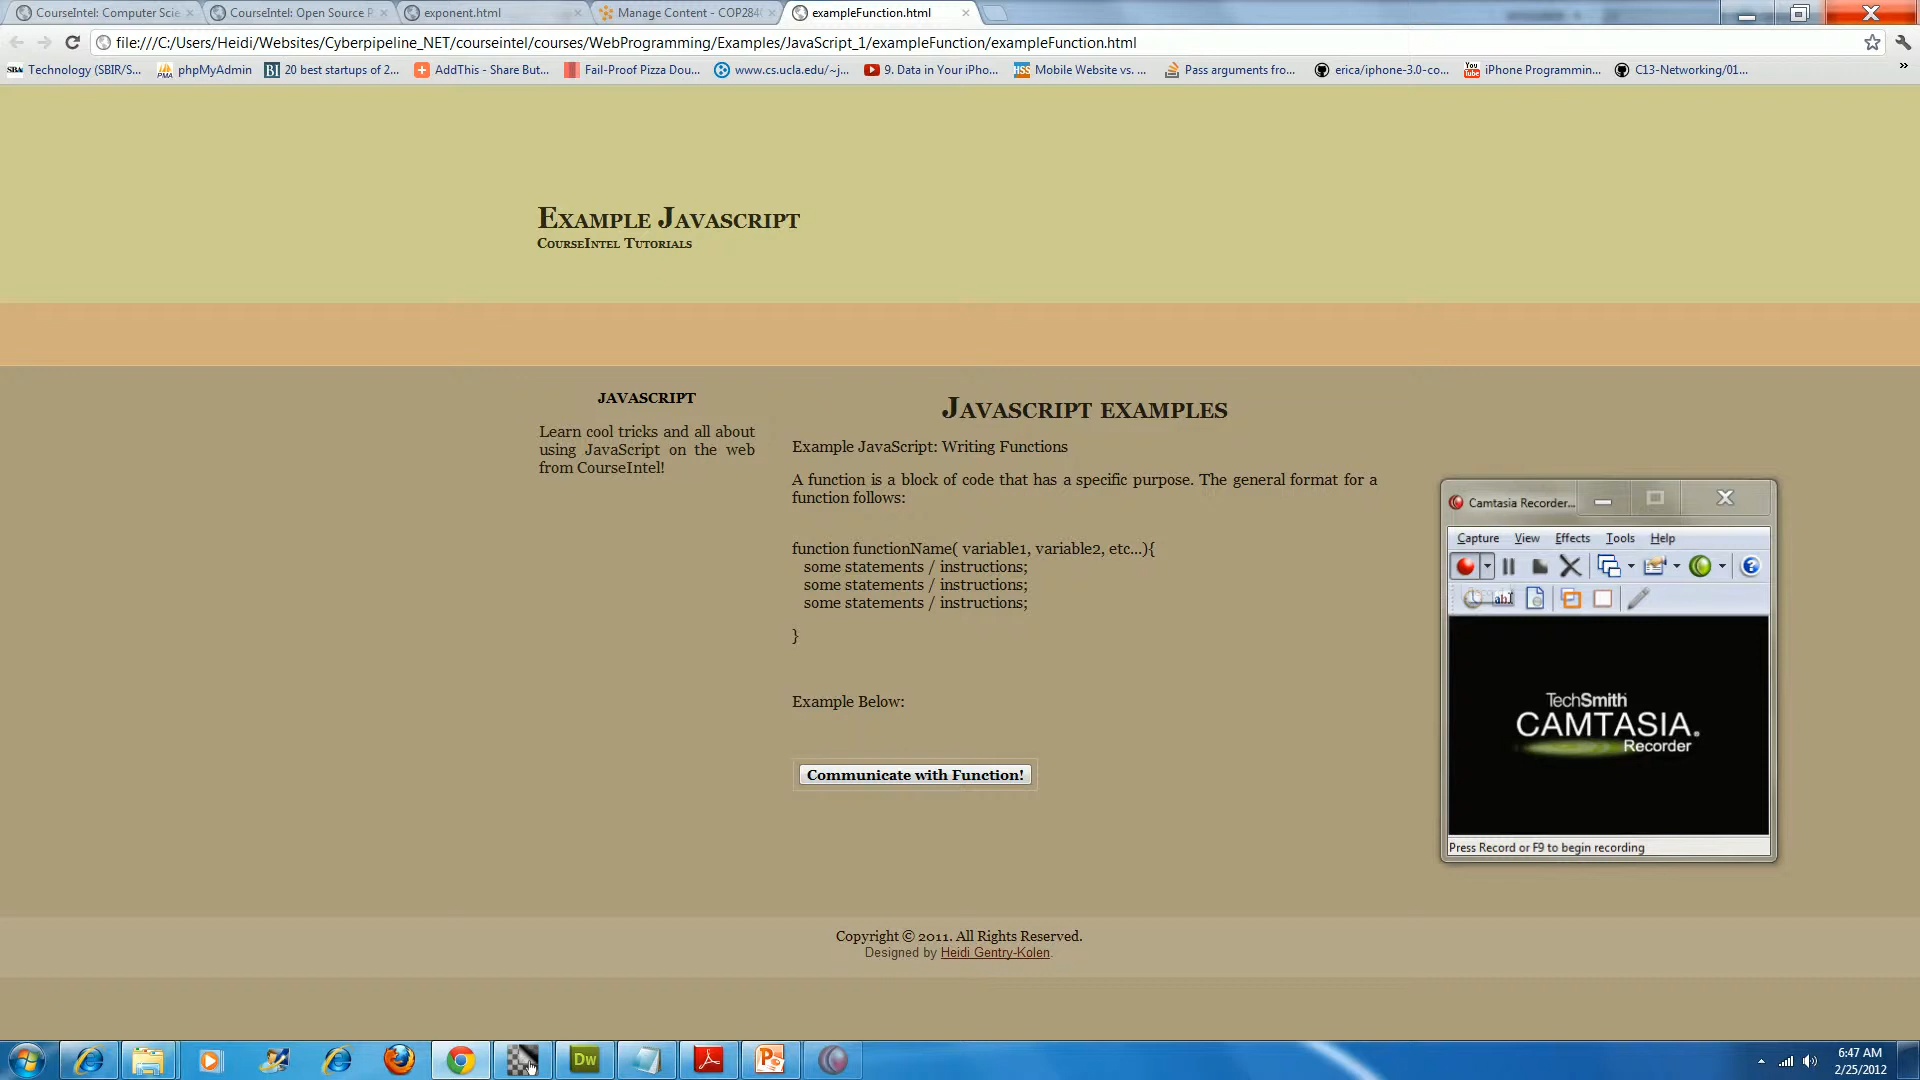 CourseIntel: Computer Scie
CourseIntel: Open Source P
exponent.html
Manage Content - COP284
exampleFunction.html
file:///C:/Users/Heidi/Websites/Cyberpipeline_NET/courseintel/courses/WebProgramming/Examples/JavaScript_1/exampleFunction/exampleFunction.html
SBA Technology (SBIR/S...
PMA phpMyAdmin
BI 20 best startups of 2...
AddThis - Share But...
Fail-Proof Pizza Dou...
www.cs.ucla.edu/~j...
9. Data in Your iPho...
HSS Mobile Website vs. ...
Pass arguments fro...
erica/iphone-3.0-co...
You Tube iPhone Programmin...
C13-Networking/01...
»
Example Javascript
CourseIntel Tutorials
JAVASCRIPT
Learn cool tricks and all about
using JavaScript on the web
from CourseIntel!
Javascript examples
Example JavaScript: Writing Functions
A function is a block of code that has a specific purpose. The general format for a
function follows:
function functionName( variable1, variable2, etc...){
some statements / instructions;
some statements / instructions;
some statements / instructions;
}
Example Below:
Communicate with Function!
Camtasia Recorder...
Capture View Effects Tools Help
abI
TechSmith
CAMTASIA®
Recorder
Press Record or F9 to begin recording
Copyright © 2011. All Rights Reserved.
Designed by Heidi Gentry-Kolen.
Dw
6:47 AM
2/25/2012